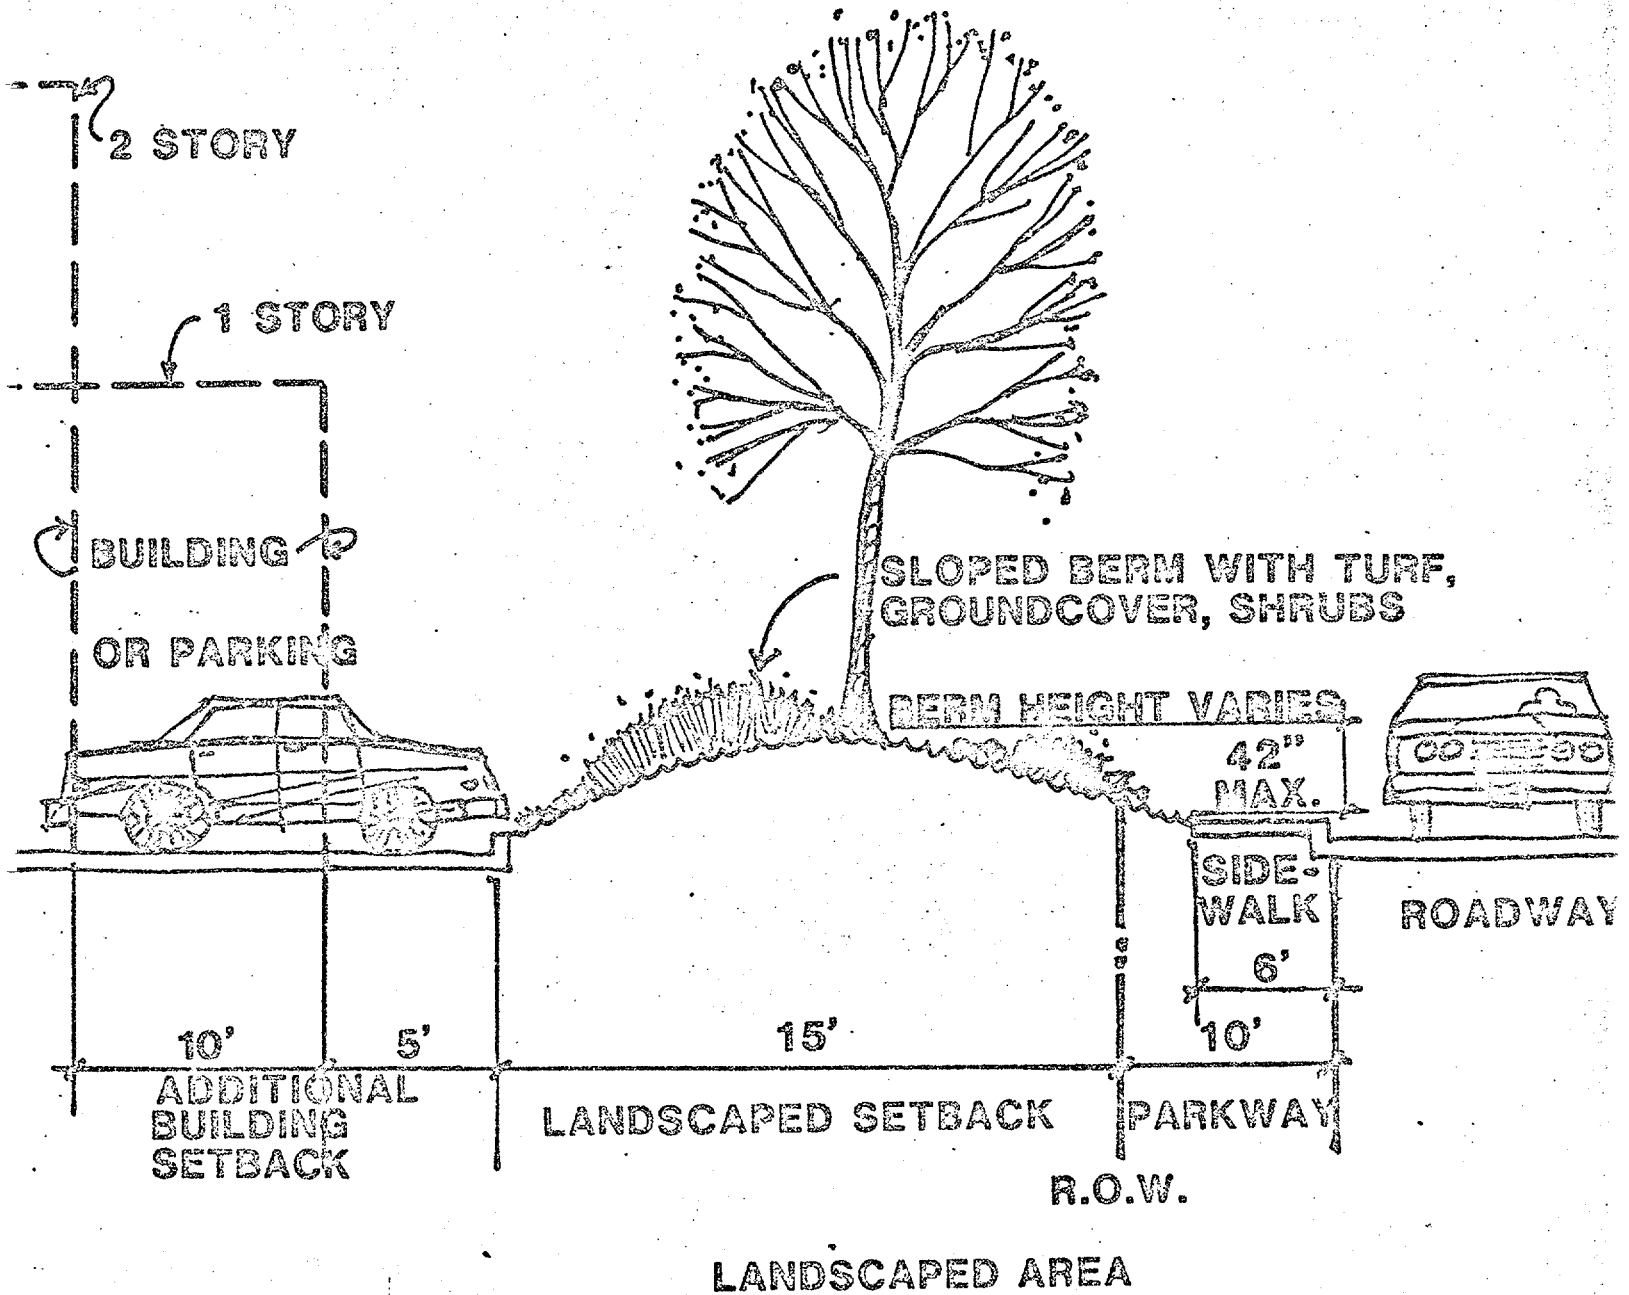 2 STORY
1 STORY
BUILDING
OR PARKING
SLOPED BERM WITH TURF,
GROUNDCOVER, SHRUBS
BERM HEIGHT VARIES
42"
MAX.
SIDE-
WALK
ROADWAY
6'
10'
5'
15'
10'
ADDITIONAL
BUILDING
SETBACK
LANDSCAPED SETBACK
PARKWAY
R.O.W.
LANDSCAPED AREA